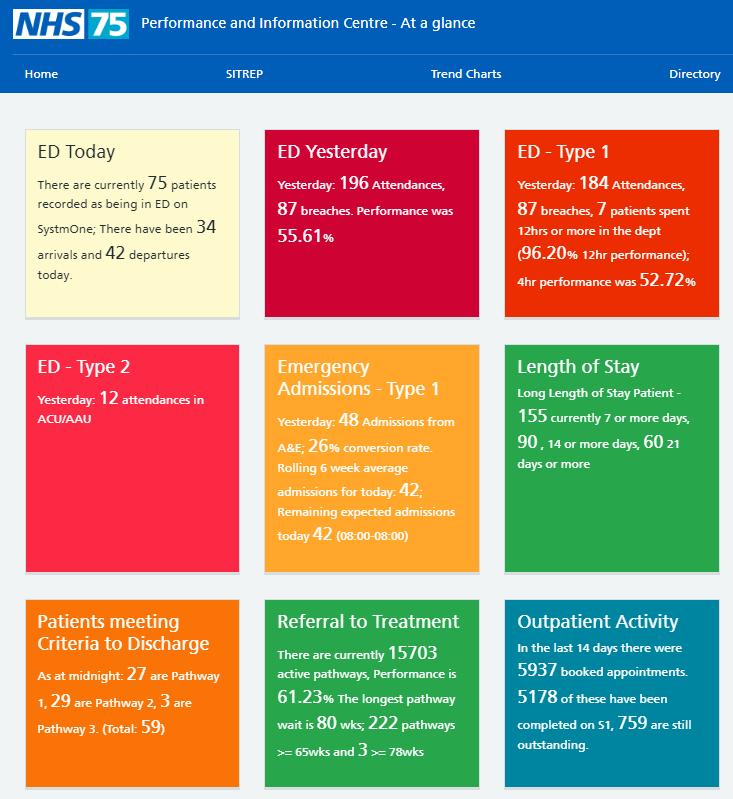 NHS 75 Performance and Information Centre - At a glance
Home SITREP Trend Charts Directory
ED Today
There are currently 75 patients
recorded as being in ED on
SystmOne; There have been 34
arrivals and 42 departures
today.
ED Yesterday
Yesterday: 196 Attendances,
87 breaches. Performance was
55.61%
ED - Type 1
Yesterday: 184 Attendances,
87 breaches, 7 patients spent
12hrs or more in the dept
(96.20% 12hr performance);
4hr performance was 52.72%
ED - Type 2
Yesterday: 12 attendances in
ACU/AAU
Emergency
Admissions - Type 1
Yesterday: 48 Admissions from
A&E; 26% conversion rate.
Rolling 6 week average
admissions for today: 42;
Remaining expected admissions
today 42 (08:00-08:00)
Length of Stay
Long Length of Stay Patient -
155 currently 7 or more days,
90 , 14 or more days, 60 21
days or more
Patients meeting
Criteria to Discharge
As at midnight: 27 are Pathway
1, 29 are Pathway 2, 3 are
Pathway 3. (Total: 59)
Referral to Treatment
There are currently 15703
active pathways, Performance is
61.23% The longest pathway
wait is 80 wks; 222 pathways
>= 65wks and 3 >= 78wks
Outpatient Activity
In the last 14 days there were
5937 booked appointments.
5178 of these have been
completed on S1, 759 are still
outstanding.